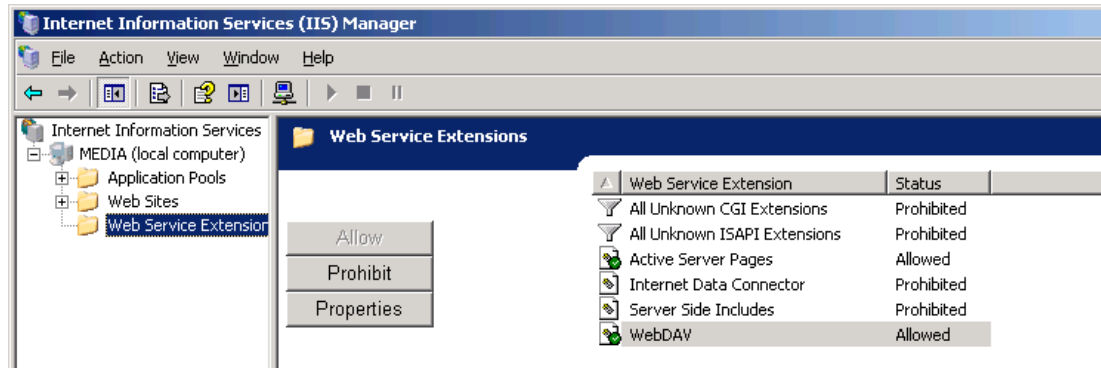 Internet Information Services (IIS) Manager
File Action View Window Help
Internet Information Services
MEDIA (local computer)
Application Pools
Web Sites
Web Service Extension
Web Service Extensions
Allow
Prohibit
Properties
Web Service Extension Status
All Unknown CGI Extensions Prohibited
All Unknown ISAPI Extensions Prohibited
Active Server Pages Allowed
Internet Data Connector Prohibited
Server Side Includes Prohibited
WebDAV Allowed